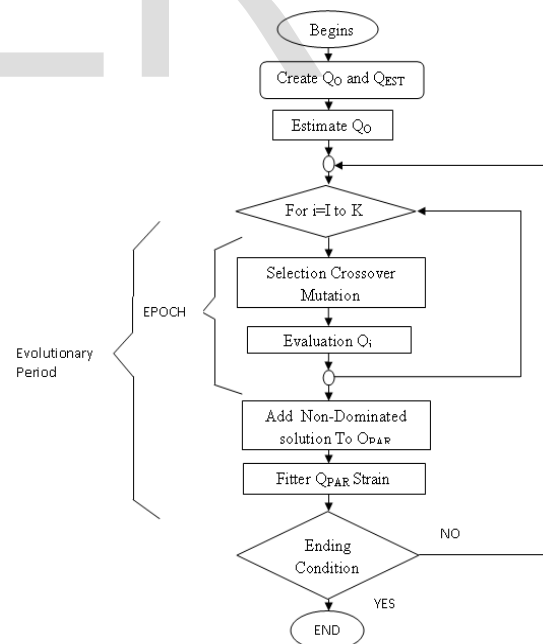 Begins
Create QO and QEST
Estimate QO
For i=I to K
Selection Crossover
Mutation
EPOCH
Evaluation Qi
Evolutionary
Period
Add Non-Dominated
solution To OPAR
Fitter QPAR Strain
Ending
Condition
NO
YES
END